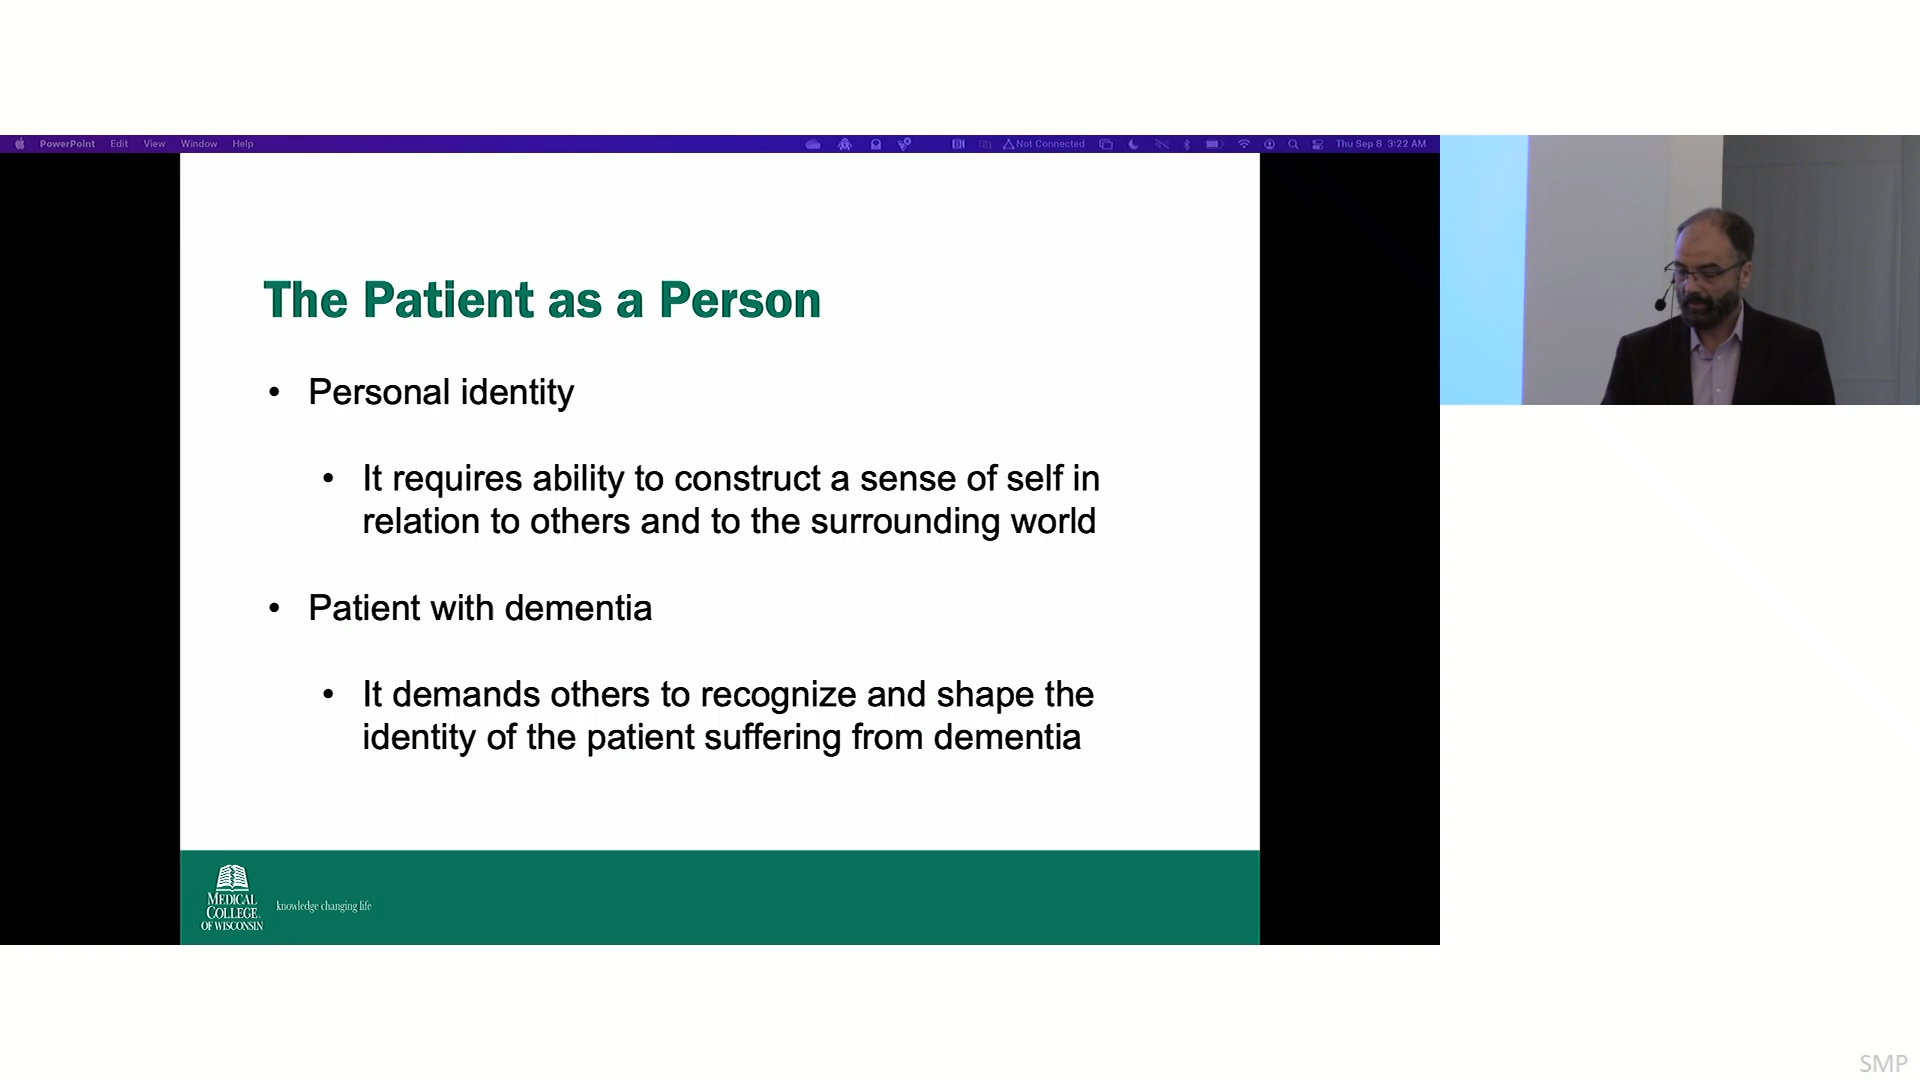 PowerPoint Edit View Window Help
Not Connected Thu Sep 8 3:22 AM
The Patient as a Person
• Personal identity
• It requires ability to construct a sense of self in
relation to others and to the surrounding world
• Patient with dementia
• It demands others to recognize and shape the
identity of the patient suffering from dementia
MEDICAL
COLLEGE
OF WISCONSIN
knowledge changing life
SMP